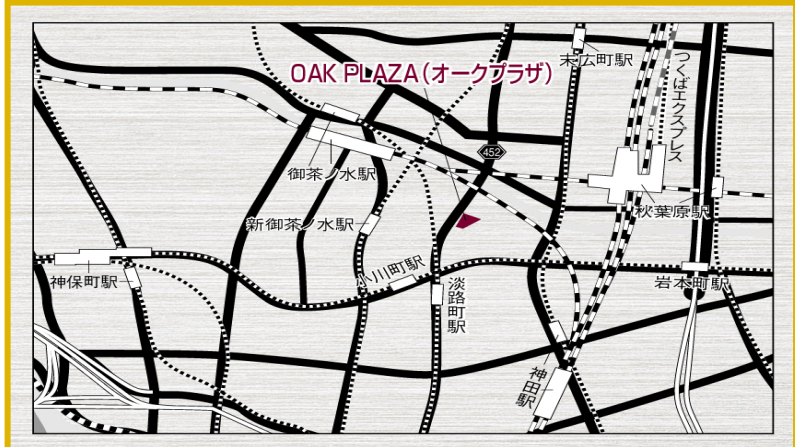 末広町駅
OAK PLAZA(オークプラザ)
つくばエクスプレス
452
御茶ノ水駅
秋葉原駅
新御茶ノ水駅
小川町駅
神保町駅
淡路町駅
岩本町駅
神田駅